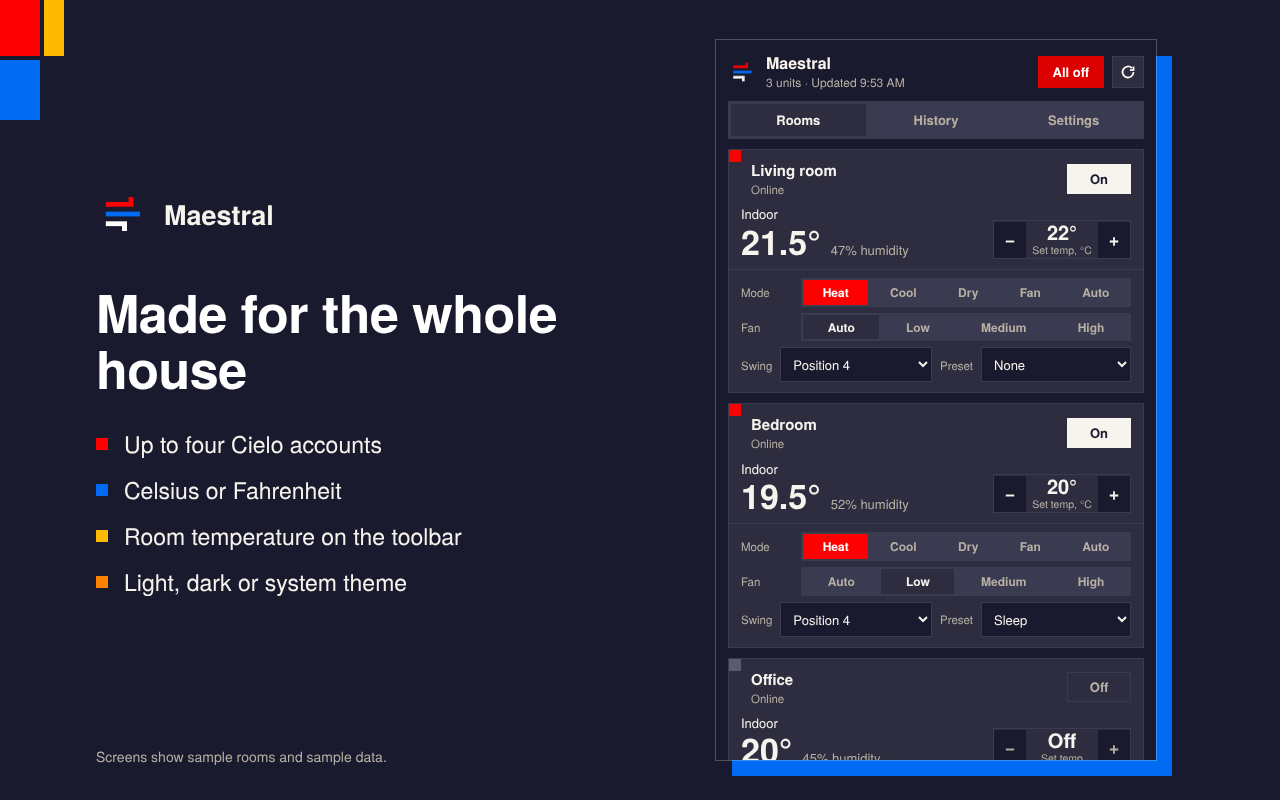 Maestral
Made for the whole
house
Up to four Cielo accounts
Celsius or Fahrenheit
Room temperature on the toolbar
Light, dark or system theme
Screens show sample rooms and sample data.
Maestral
3 units · Updated 9:53 AM
All off
Rooms History Settings
Living room
Online
On
Indoor
21.5° 47% humidity
− 22° +
Set temp, °C
Mode Heat Cool Dry Fan Auto
Fan Auto Low Medium High
Swing Position 4 Preset None
Bedroom
Online
On
Indoor
19.5° 52% humidity
− 20° +
Set temp, °C
Mode Heat Cool Dry Fan Auto
Fan Auto Low Medium High
Swing Position 4 Preset Sleep
Office
Online
Off
Indoor
20° 45% humidity
− Off +
Set temp